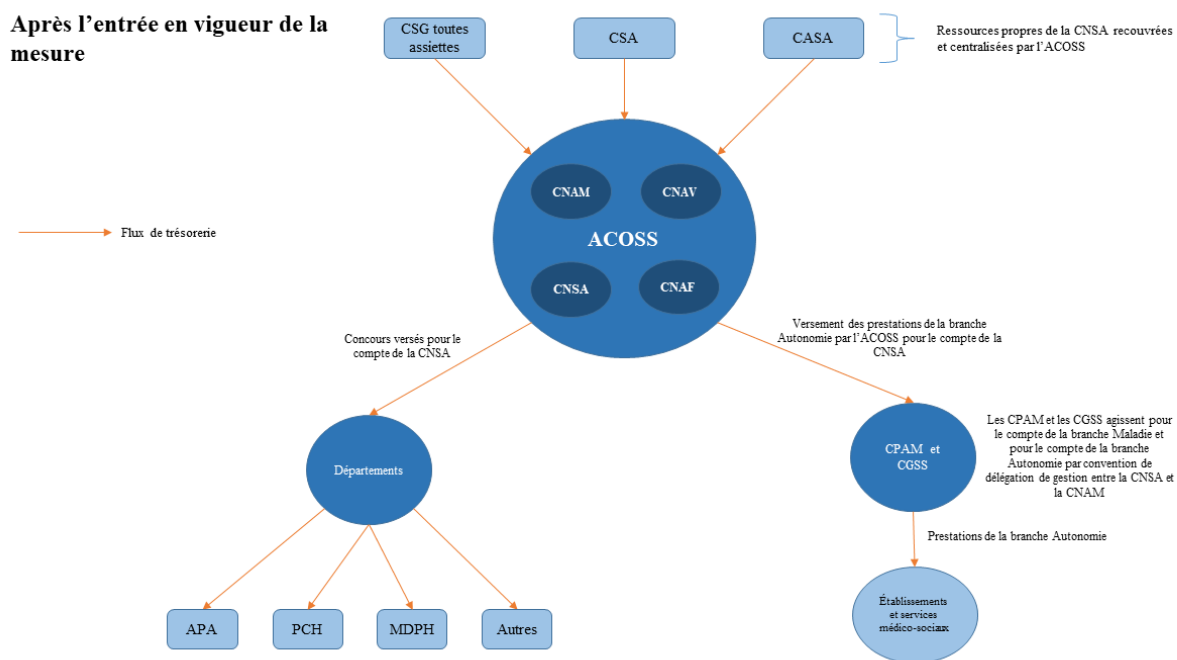 Après l’entrée en vigueur de la
mesure
CSG toutes
assiettes
CSA
CASA
Ressources propres de la CNSA recouvrées
et centralisées par l’ACOSS
CNAM
CNAV
ACOSS
CNSA
CNAF
Flux de trésorerie
Concours versés pour le
compte de la CNSA
Versement des prestations de la branche
Autonomie par l’ACOSS pour le compte de la
CNSA
Départements
CPAM et
CGSS
Les CPAM et les CGSS agissent pour
le compte de la branche Maladie et
pour le compte de la branche
Autonomie par convention de
délégation de gestion entre la CNSA et
la CNAM
Prestations de la branche Autonomie
APA
PCH
MDPH
Autres
Établissements
et services
médico-sociaux